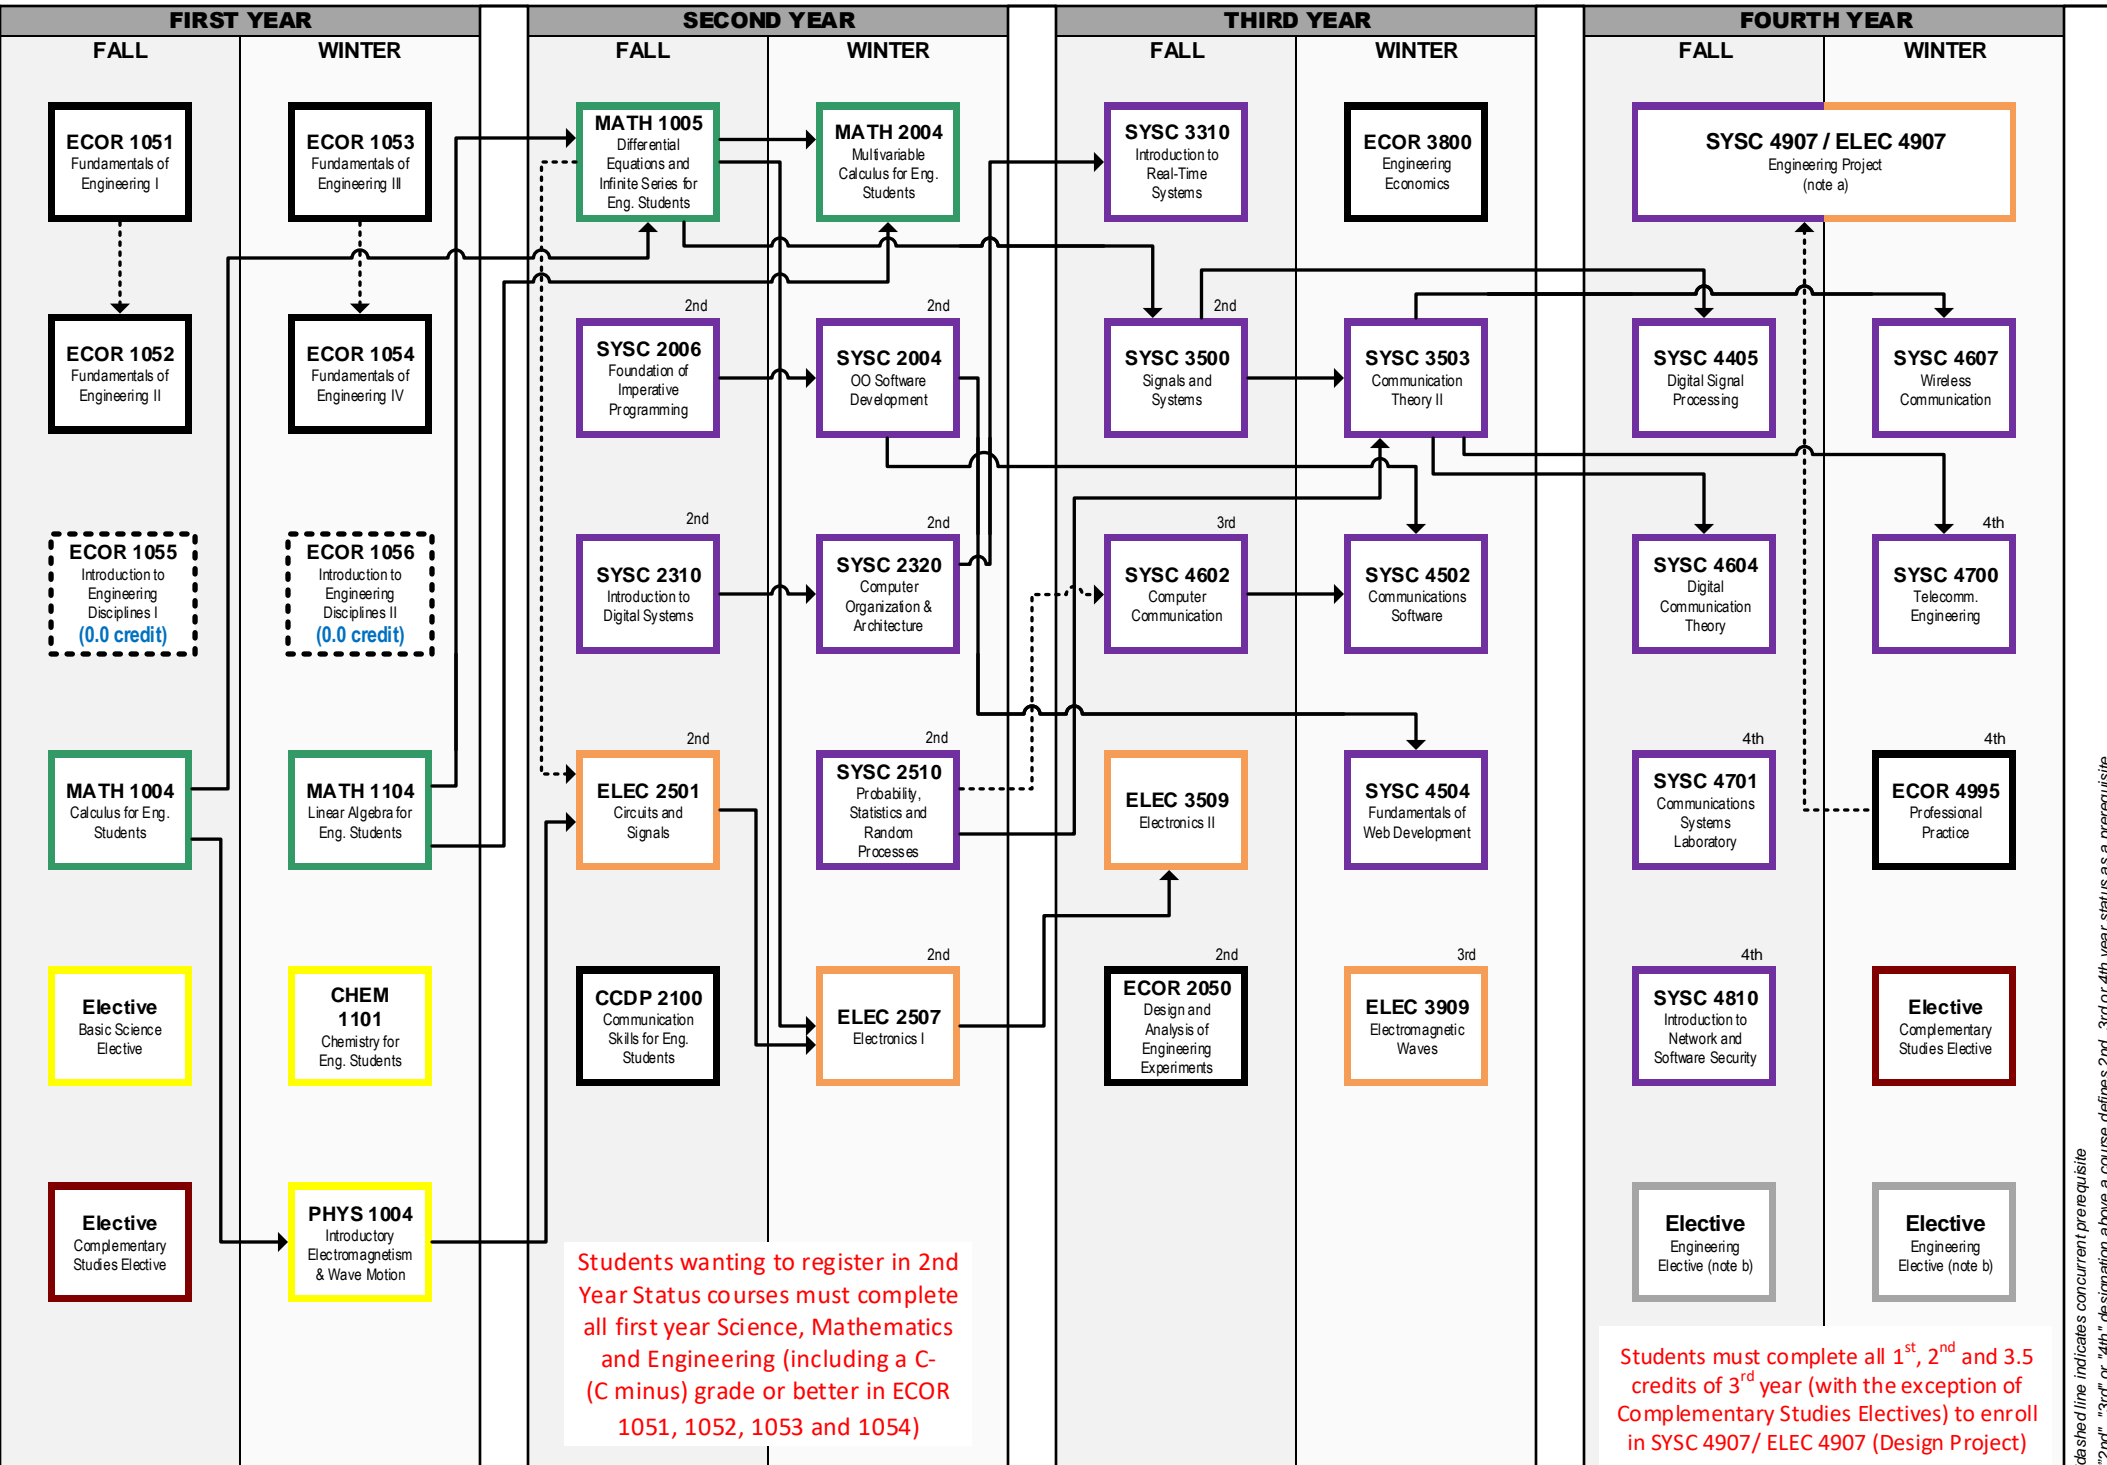 FIRST YEAR
SECOND YEAR
THIRD YEAR
FOURTH YEAR
FALL
WINTER
FALL
WINTER
FALL
WINTER
FALL
WINTER
ECOR 1051
Fundamentals of
Engineering I
ECOR 1053
Fundamentals of
Engineering III
MATH 1005
Differential
Equations and
Infinite Series for
Eng. Students
MATH 2004
Multivariable
Calculus for Eng.
Students
SYSC 3310
Introduction to
Real-Time
Systems
ECOR 3800
Engineering
Economics
SYSC 4907 / ELEC 4907
Engineering Project
(note a)
ECOR 1052
Fundamentals of
Engineering II
ECOR 1054
Fundamentals of
Engineering IV
2nd
SYSC 2006
Foundation of
Imperative
Programming
2nd
SYSC 2004
OO Software
Development
2nd
SYSC 3500
Signals and
Systems
SYSC 3503
Communication
Theory II
SYSC 4405
Digital Signal
Processing
SYSC 4607
Wireless
Communication
ECOR 1055
Introduction to
Engineering
Disciplines I
(0.0 credit)
ECOR 1056
Introduction to
Engineering
Disciplines II
(0.0 credit)
2nd
SYSC 2310
Introduction to
Digital Systems
2nd
SYSC 2320
Computer
Organization &
Architecture
3rd
SYSC 4602
Computer
Communication
SYSC 4502
Communications
Software
SYSC 4604
Digital
Communication
Theory
4th
SYSC 4700
Telecomm.
Engineering
MATH 1004
Calculus for Eng.
Students
MATH 1104
Linear Algebra for
Eng. Students
2nd
ELEC 2501
Circuits and
Signals
2nd
SYSC 2510
Probability,
Statistics and
Random
Processes
ELEC 3509
Electronics II
SYSC 4504
Fundamentals of
Web Development
4th
SYSC 4701
Communications
Systems
Laboratory
4th
ECOR 4995
Professional
Practice
Elective
Basic Science
Elective
CHEM
1101
Chemistry for
Eng. Students
CCDP 2100
Communication
Skills for Eng.
Students
2nd
ELEC 2507
Electronics I
2nd
ECOR 2050
Design and
Analysis of
Engineering
Experiments
3rd
ELEC 3909
Electromagnetic
Waves
4th
SYSC 4810
Introduction to
Network and
Software Security
Elective
Complementary
Studies Elective
Elective
Complementary
Studies Elective
PHYS 1004
Introductory
Electromagnetism
& Wave Motion
Elective
Engineering
Elective (note b)
Elective
Engineering
Elective (note b)
Students wanting to register in 2nd
Year Status courses must complete
all first year Science, Mathematics
and Engineering (including a C-
(C minus) grade or better in ECOR
1051, 1052, 1053 and 1054)
Students must complete all 1st, 2nd and 3.5
credits of 3rd year (with the exception of
Complementary Studies Electives) to enroll
in SYSC 4907/ ELEC 4907 (Design Project)
dashed line indicates concurrent prerequisite
"2nd", "3rd" or "4th" designation above a course defines 2nd, 3rd or 4th year status as a prerequisite